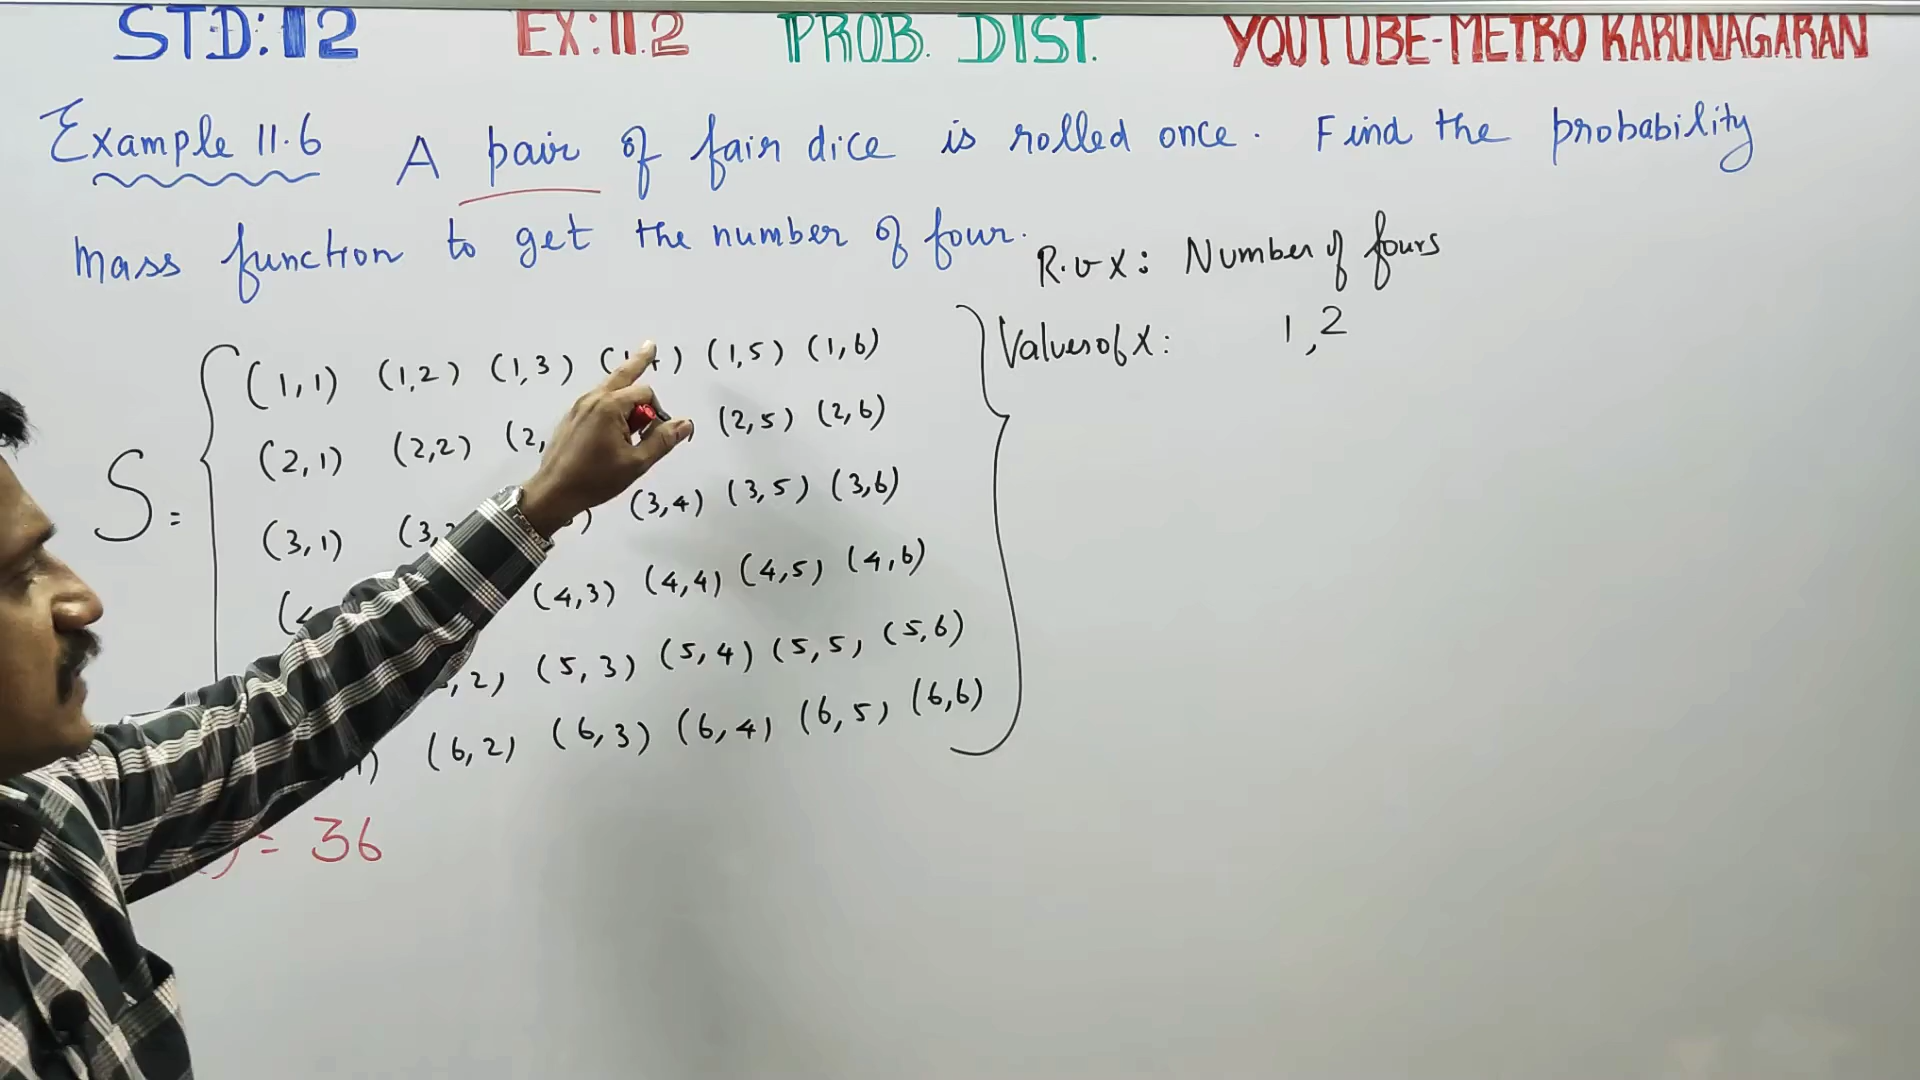 STD:12 EX:11.2 PROB. DIST. YOUTUBE-METRO KARUNAGARAN
Example 11.6 A pair of fair dice is rolled once. Find the probability
mass function to get the number of four.
R.v X: Number of fours
Values of X: 1,2
S = { (1,1) (1,2) (1,3) (1,5) (1,6) }
(2,1) (2,2) (2, (2,5) (2,6)
(3,1) (3, (3,4) (3,5) (3,6)
(4,3) (4,4) (4,5) (4,6)
,2) (5,3) (5,4) (5,5) (5,6)
(6,2) (6,3) (6,4) (6,5) (6,6)
= 36